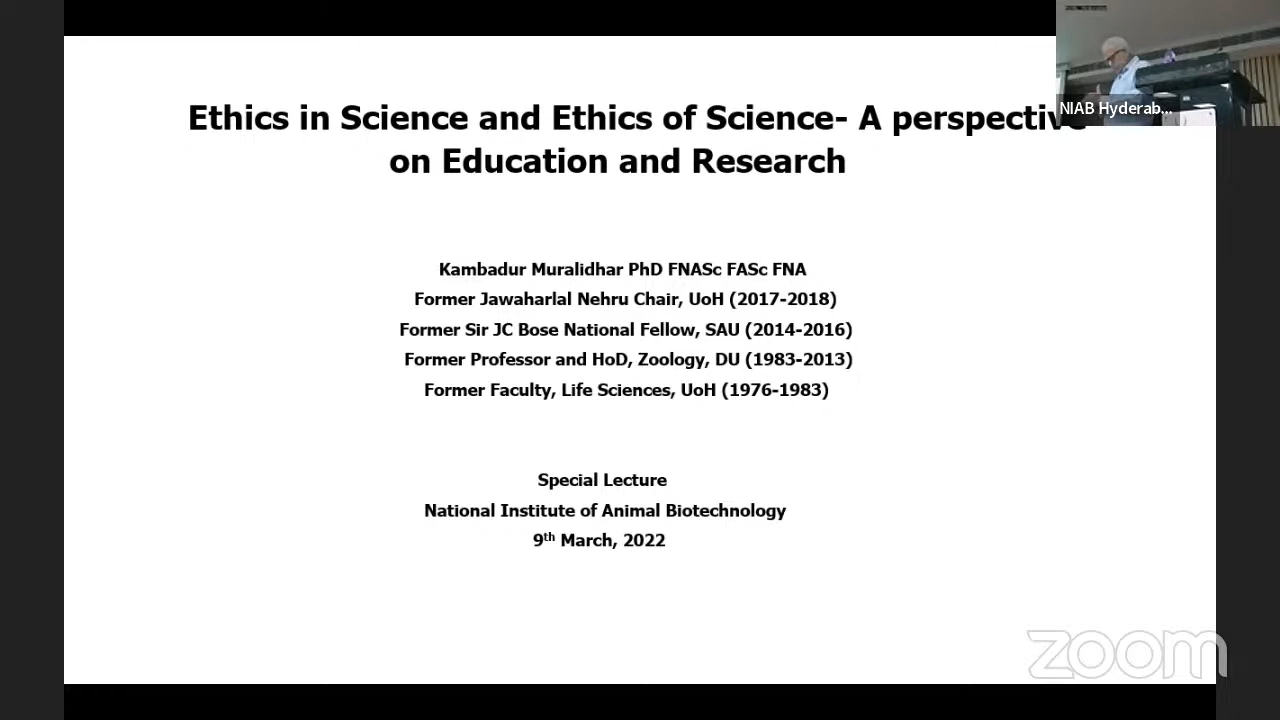 Ethics in Science and Ethics of Science- A perspective
on Education and Research
NIAB Hyderab...
Kambadur Muralidhar PhD FNASc FASc FNA
Former Jawaharlal Nehru Chair, UoH (2017-2018)
Former Sir JC Bose National Fellow, SAU (2014-2016)
Former Professor and HoD, Zoology, DU (1983-2013)
Former Faculty, Life Sciences, UoH (1976-1983)
Special Lecture
National Institute of Animal Biotechnology
9th March, 2022
zoom